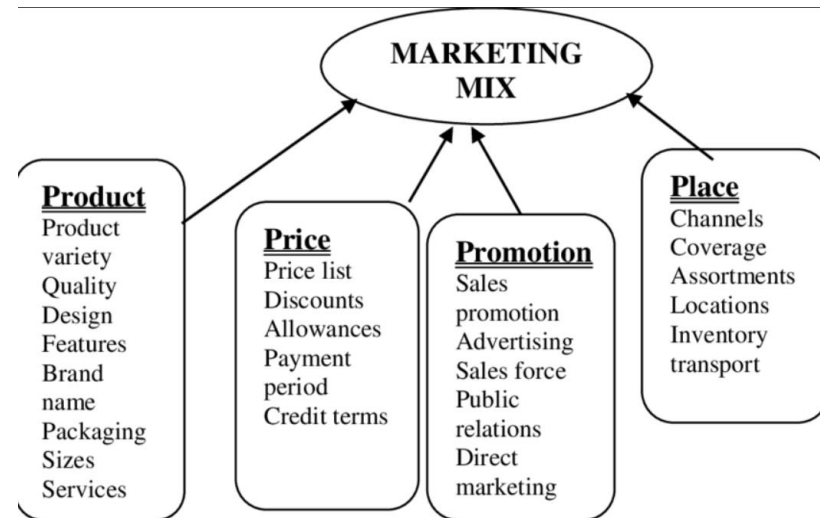 MARKETING
MIX
Product
Product
variety
Quality
Design
Features
Brand
name
Packaging
Sizes
Services
Price
Price list
Discounts
Allowances
Payment
period
Credit terms
Promotion
Sales
promotion
Advertising
Sales force
Public
relations
Direct
marketing
Place
Channels
Coverage
Assortments
Locations
Inventory
transport